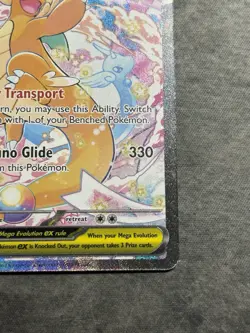 Transport
rn, you may use this Ability. Switch
with 1 of your Benched Pokémon.
no Glide 330
retreat
Mega Evolution ex rule
When your Mega Evolution
Pokémon ex is Knocked Out, your opponent takes 3 Prize cards.